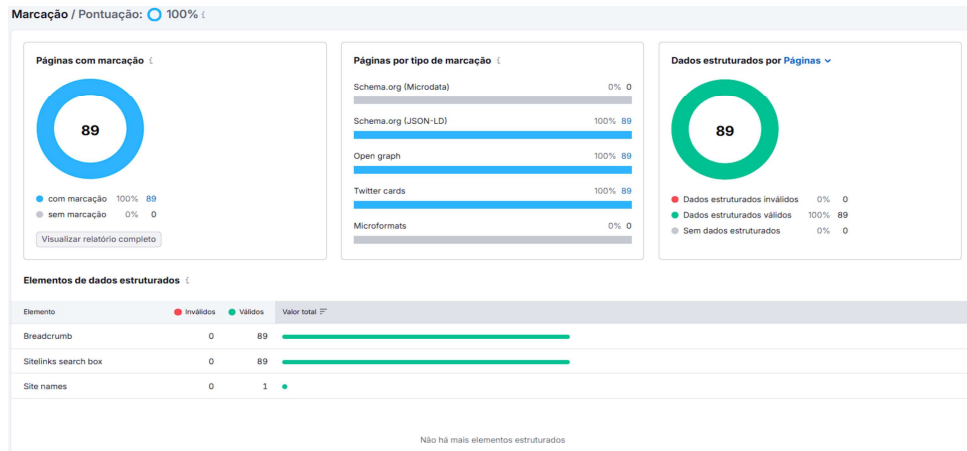 Marcação / Pontuação: 100% i
Páginas com marcação i
89
com marcação 100% 89
sem marcação 0% 0
Visualizar relatório completo
Páginas por tipo de marcação i
Schema.org (Microdata) 0% 0
Schema.org (JSON-LD) 100% 89
Open graph 100% 89
Twitter cards 100% 89
Microformats 0% 0
Dados estruturados por Páginas
89
Dados estruturados inválidos 0% 0
Dados estruturados válidos 100% 89
Sem dados estruturados 0% 0
Elementos de dados estruturados i
Elemento Inválidos Válidos Valor total
Breadcrumb 0 89
Sitelinks search box 0 89
Site names 0 1
Não há mais elementos estruturados